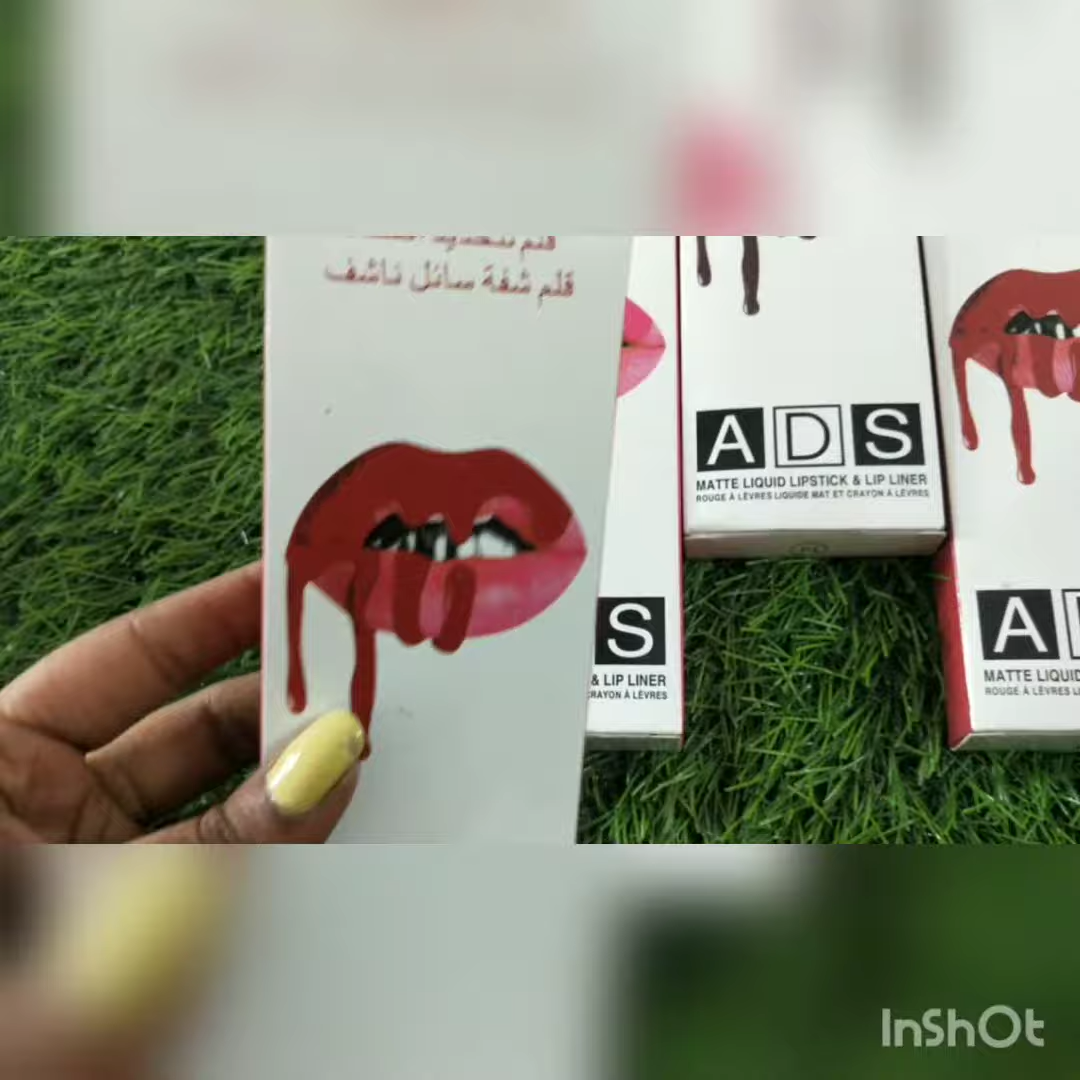 قلم شفة سائل ناشف
ADS
MATTE LIQUID LIPSTICK & LIP LINER
ROUGE À LÈVRES LIQUIDE MAT ET CRAYON À LÈVRES
S
& LIP LINER
CRAYON À LÈVRES
A
MATTE LIQUID
ROUGE À LÈVRES
InShOt